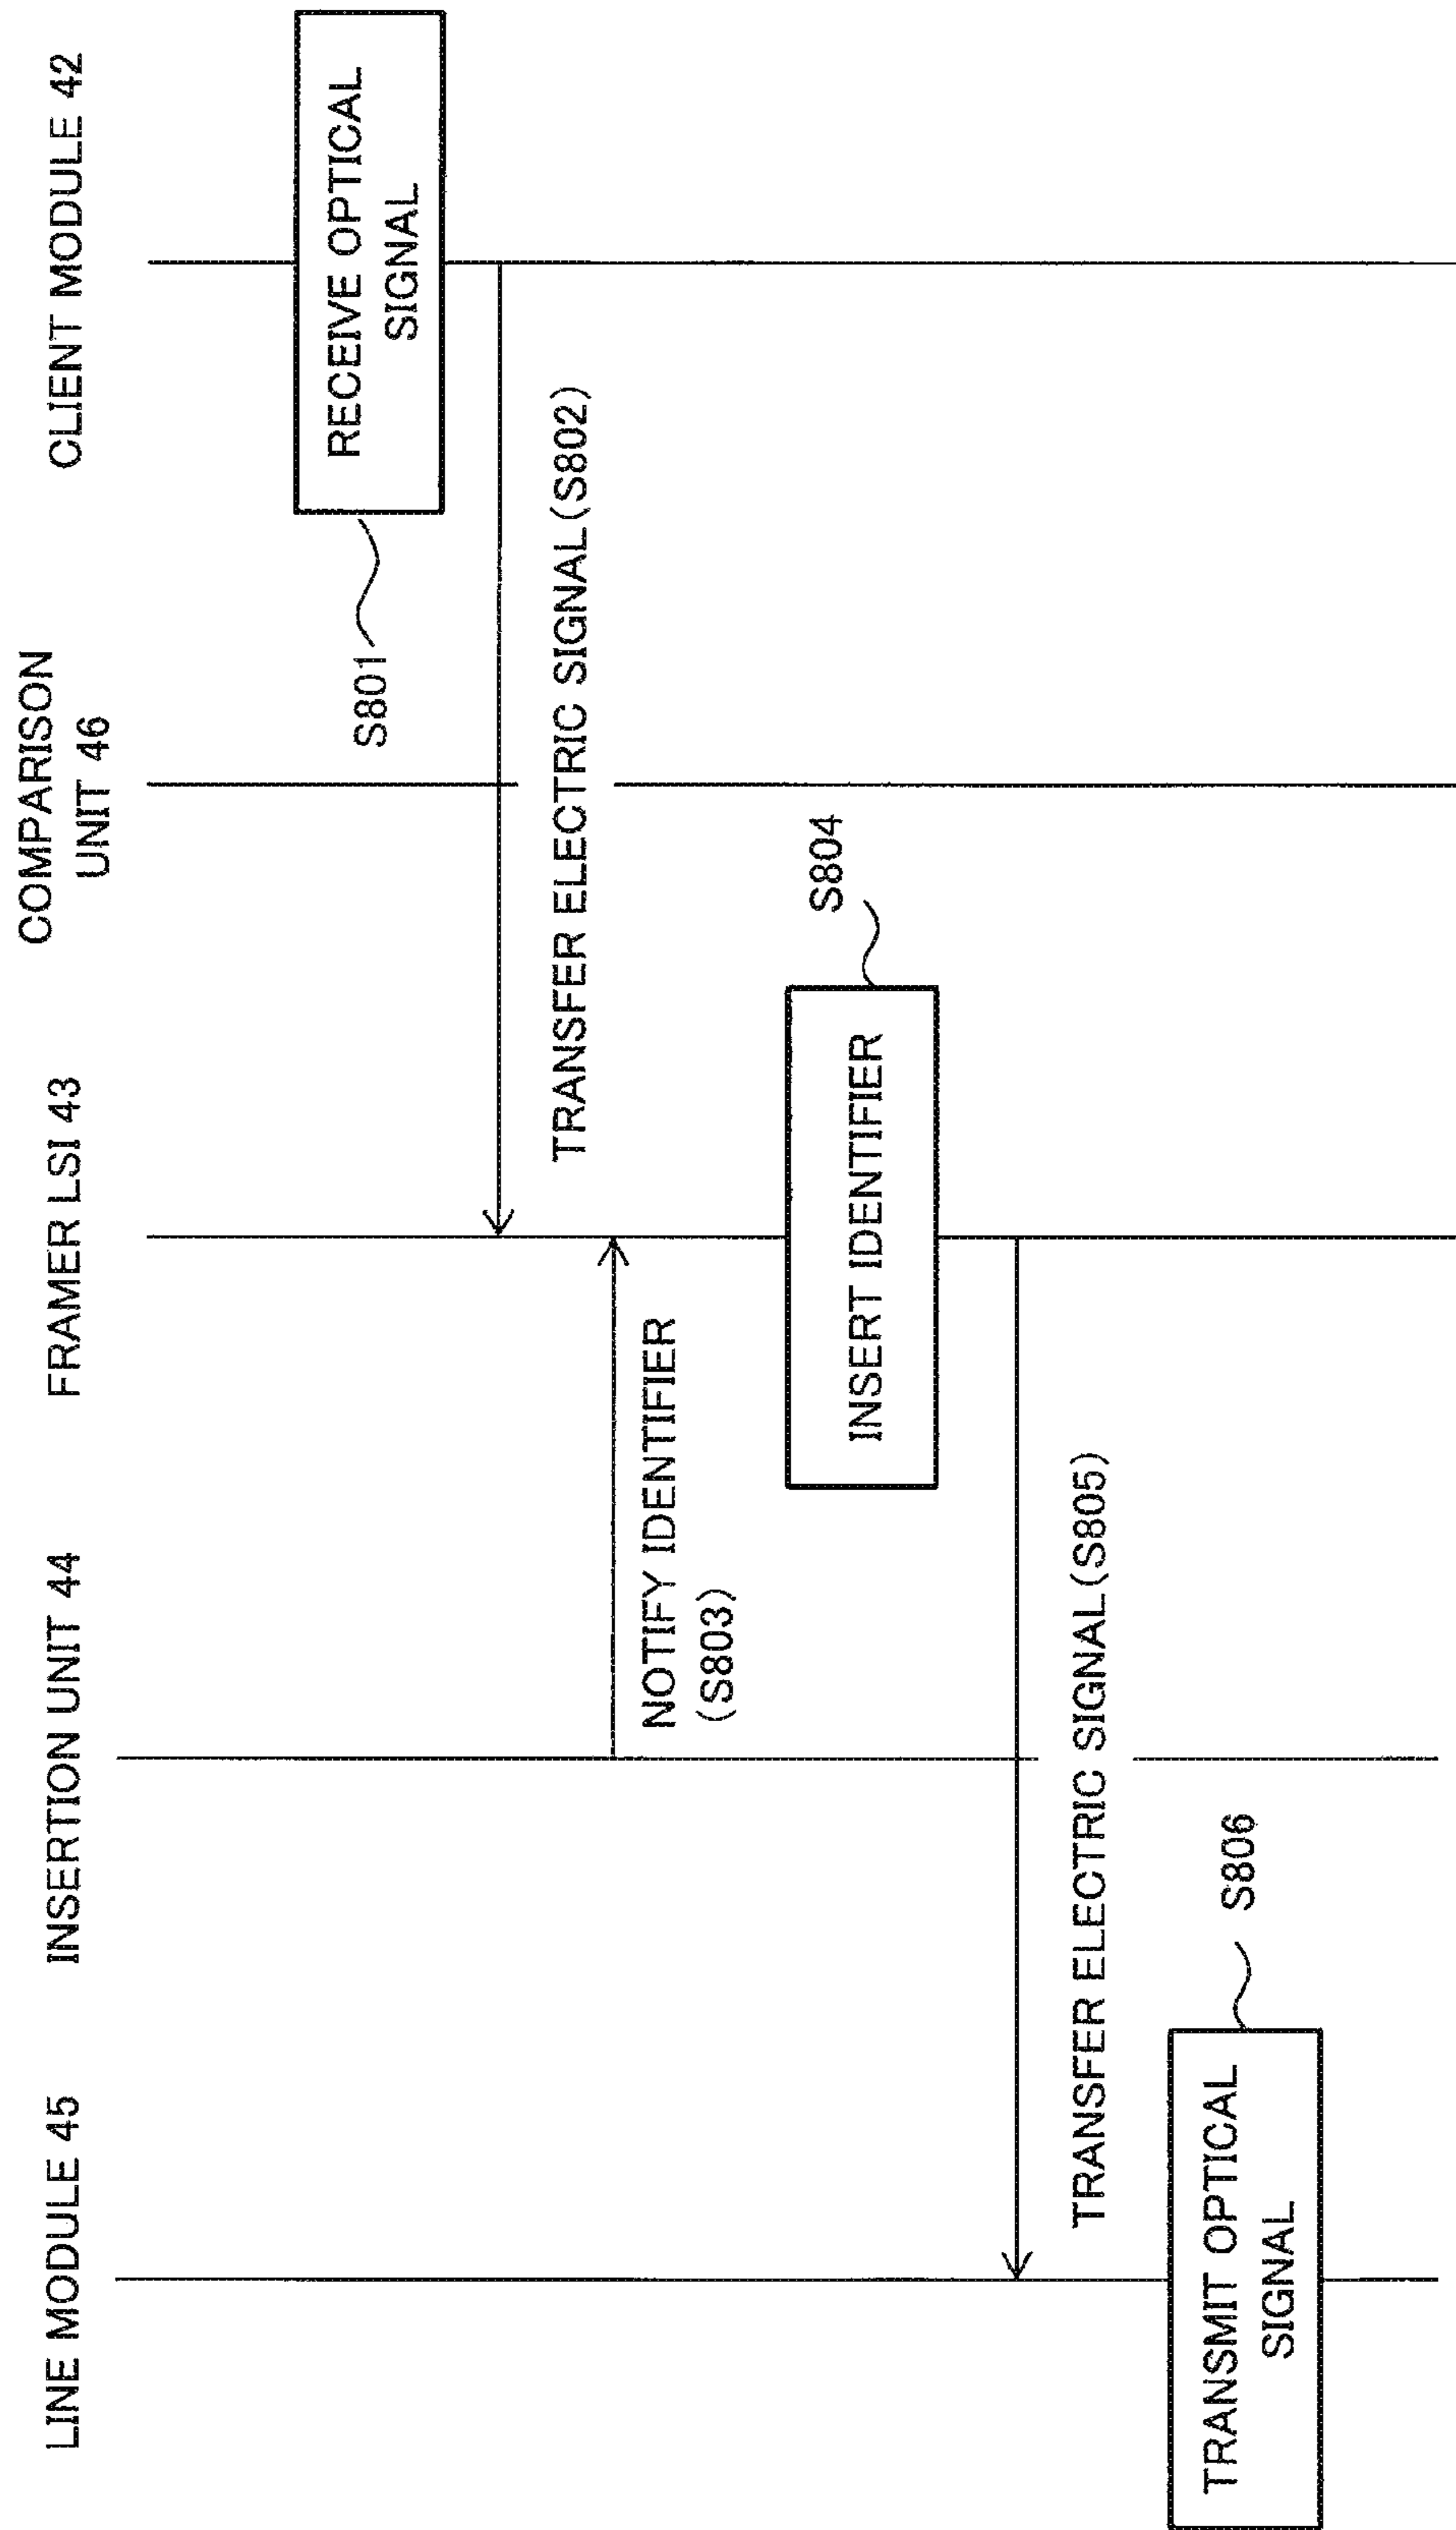 LINE MODULE 45
INSERTION UNIT 44
FRAMER LSI 43
COMPARISON
UNIT 46
CLIENT MODULE 42
RECEIVE OPTICAL
SIGNAL
S801
TRANSFER ELECTRIC SIGNAL(S802)
NOTIFY IDENTIFIER
(S803)
INSERT IDENTIFIER
S804
TRANSFER ELECTRIC SIGNAL(S805)
TRANSMIT OPTICAL
SIGNAL
S806